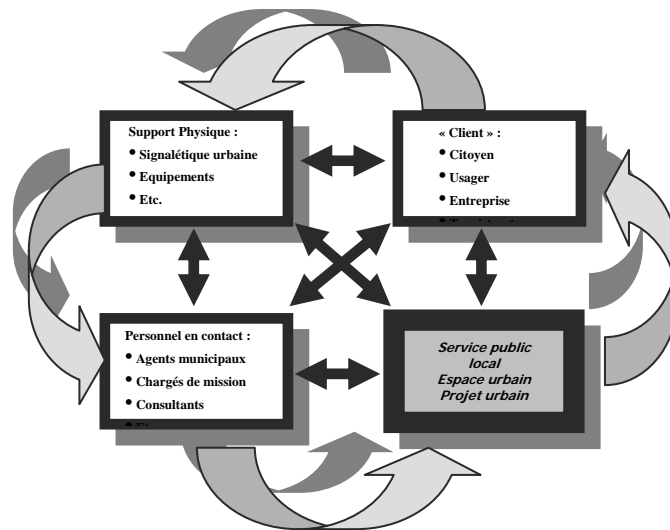 Support Physique :
• Signalétique urbaine
• Equipements
• Etc.
« Client » :
• Citoyen
• Usager
• Entreprise
Personnel en contact :
• Agents municipaux
• Chargés de mission
• Consultants
Service public
local
Espace urbain
Projet urbain